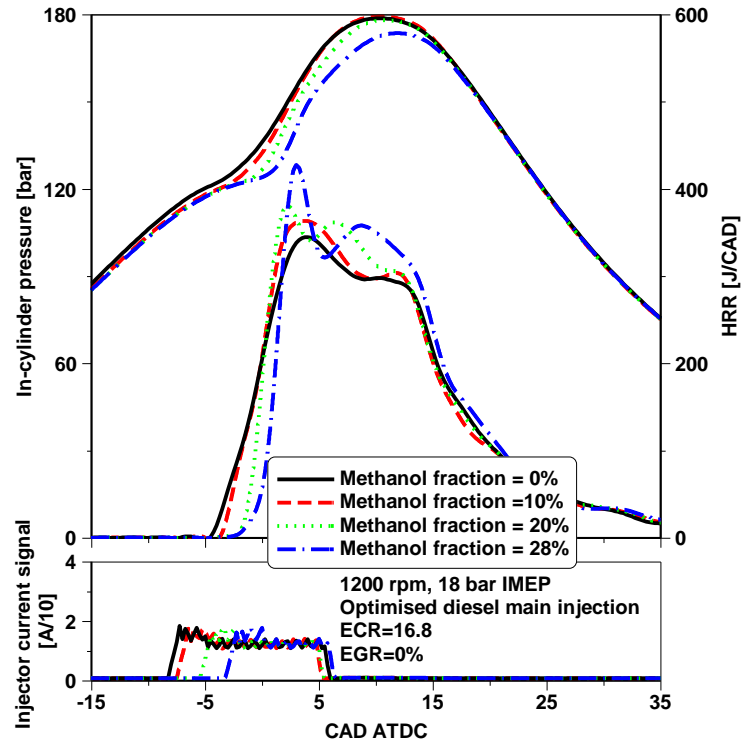 180
120
60
0
In-cylinder pressure [bar]
600
400
200
0
HRR [J/CAD]
Methanol fraction = 0%
Methanol fraction =10%
Methanol fraction = 20%
Methanol fraction = 28%
4
2
0
Injector current signal
[A/10]
1200 rpm, 18 bar IMEP
Optimised diesel main injection
ECR=16.8
EGR=0%
-15 -5 5 15 25 35
CAD ATDC